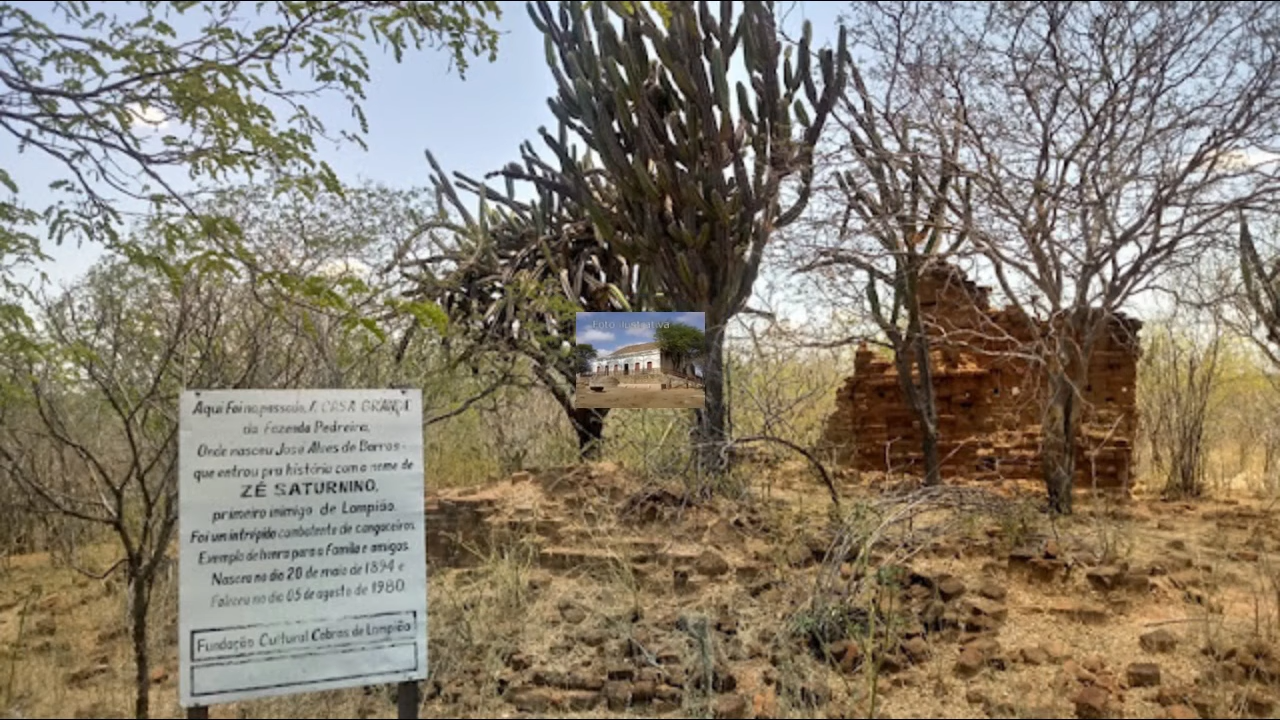 Aqui Foi no passado, A CASA GRANDE
da Fazenda Pedreira.
Onde nasceu José Alves de Barros -
que entrou pra história com o nome de
ZÉ SATURNINO,
primeiro inimigo de Lampião.
Foi um intrépido combatente de cangaceiros.
Exemplo de honra para a Família e amigos.
Nasceu no dia 20 de maio de 1894 e
Faleceu no dia 05 de agosto de 1980.
Fundação Cultural Cabras de Lampião
Foto ilustrativa